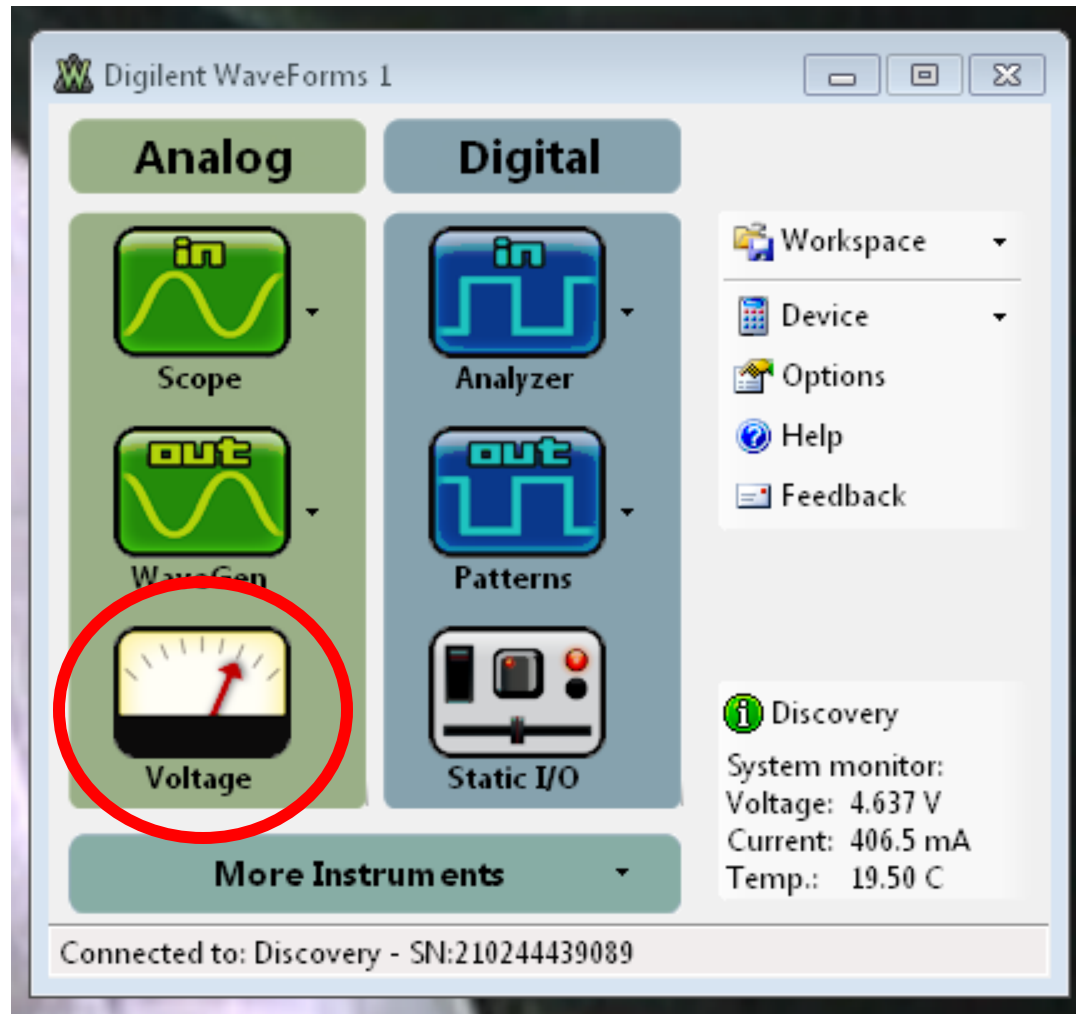 Digilent WaveForms 1
Analog
Digital
in
in
Scope
Analyzer
out
out
WaveGen
Patterns
Voltage
Static I/O
More Instruments
Workspace
Device
Options
Help
Feedback
Discovery
System monitor:
Voltage: 4.637 V
Current: 406.5 mA
Temp.: 19.50 C
Connected to: Discovery - SN:210244439089